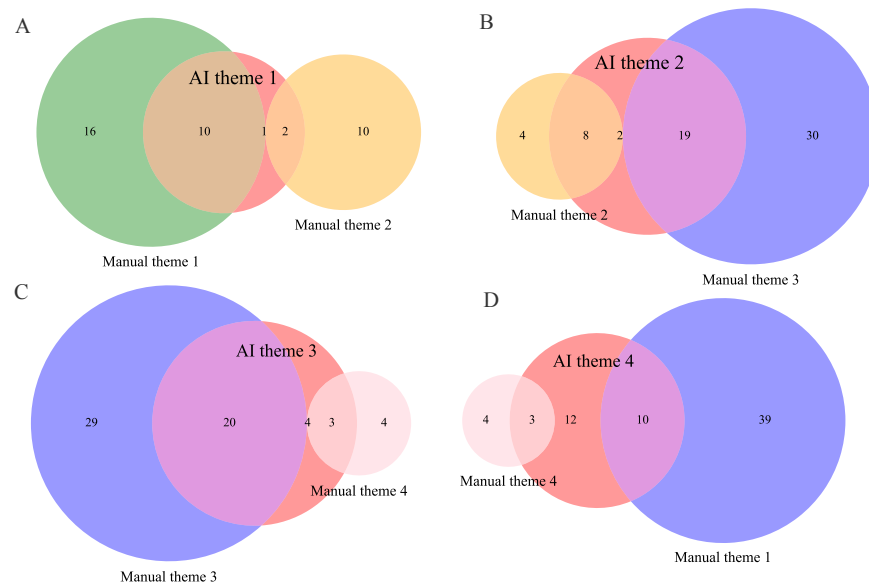 A
AI theme 1
16
10
1
2
10
Manual theme 2
Manual theme 1
B
AI theme 2
4
8
2
19
30
Manual theme 2
Manual theme 3
C
AI theme 3
29
20
4
3
4
Manual theme 4
Manual theme 3
D
AI theme 4
4
3
12
10
39
Manual theme 4
Manual theme 1